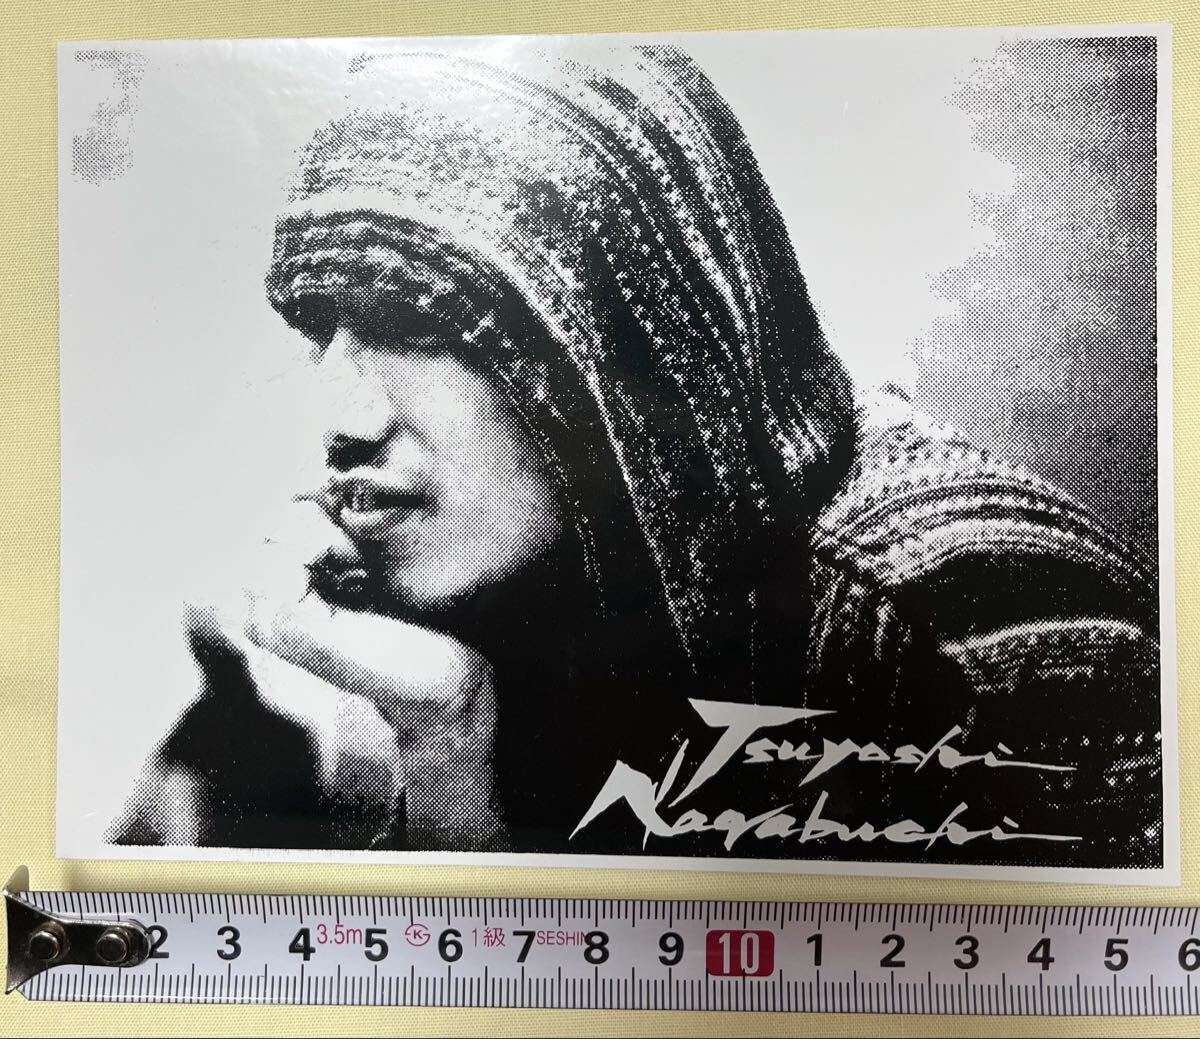 Tsuyoshi
Nagabuchi
2 3 4 3.5m 5 K 6 1級 7 SESHIN 8 9 10 1 2 3 4 5 6